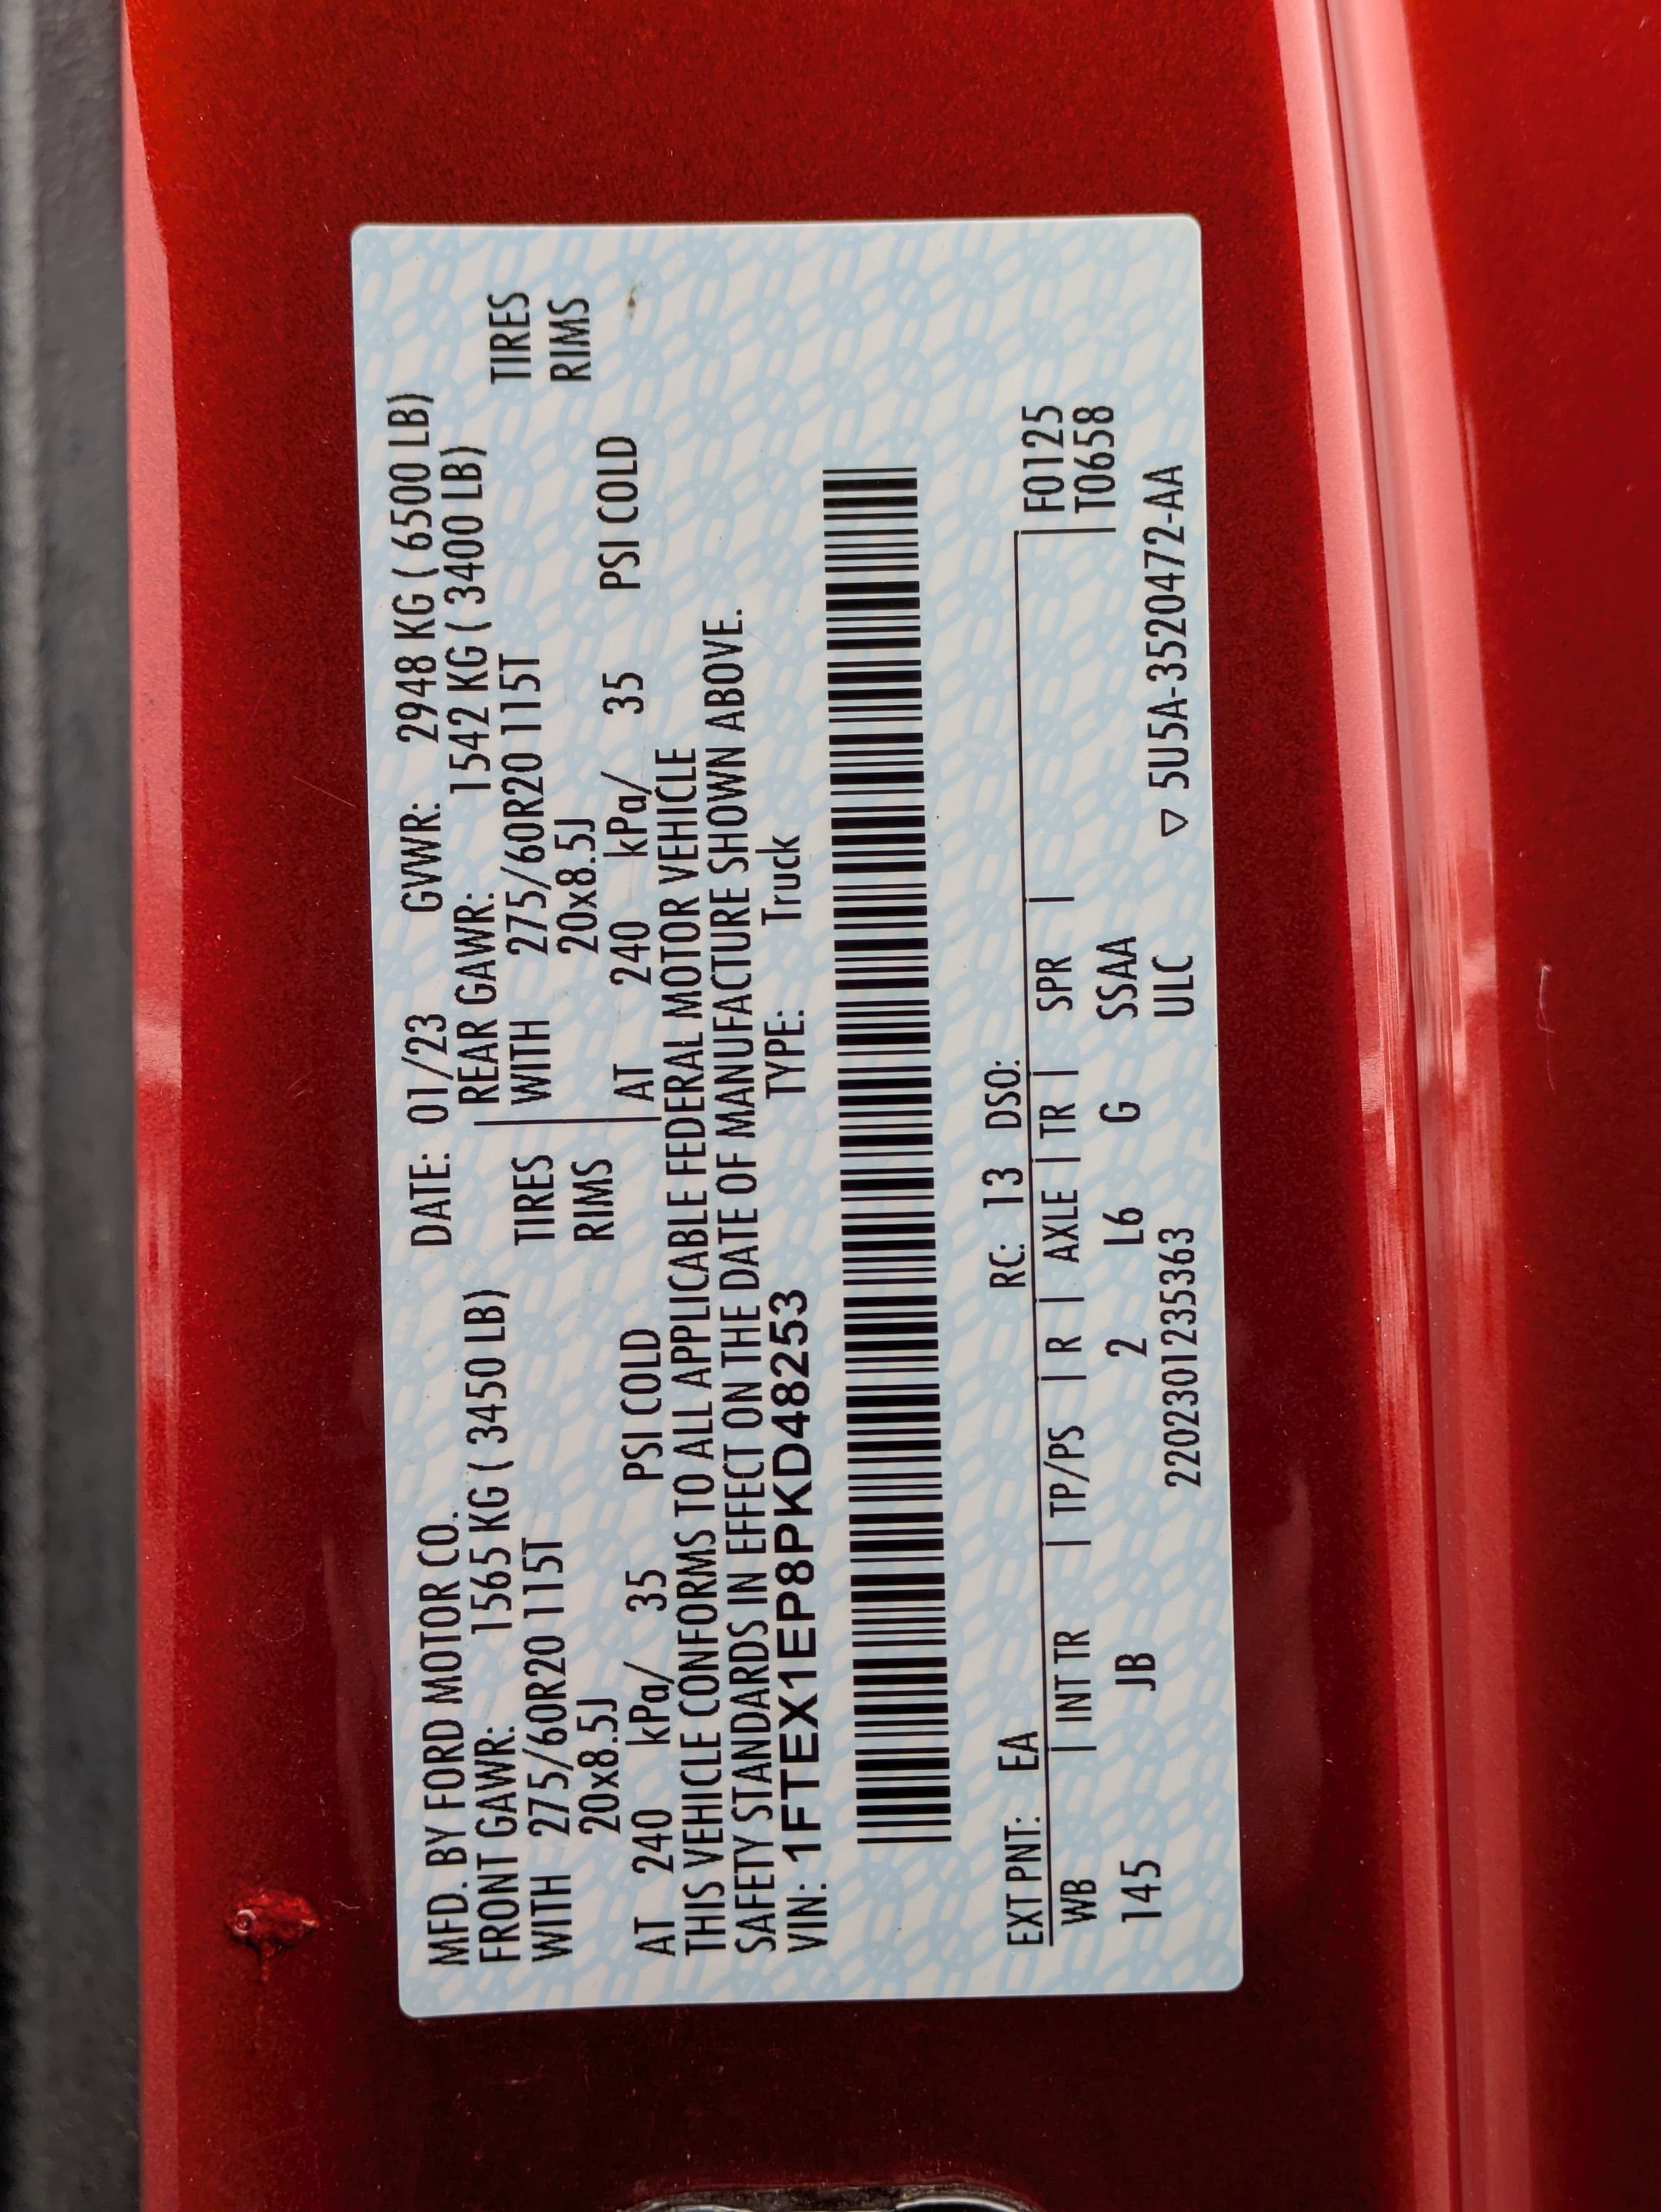 MFD. BY FORD MOTOR CO. DATE: 01/23 GVWR: 2948 KG ( 6500 LB)
FRONT GAWR: 1565 KG ( 3450 LB) REAR GAWR: 1542 KG ( 3400 LB)
WITH 275/60R20 115T TIRES WITH 275/60R20 115T TIRES
20x8.5J RIMS 20x8.5J RIMS
AT 240 kPa/ 35 PSI COLD AT 240 kPa/ 35 PSI COLD
THIS VEHICLE CONFORMS TO ALL APPLICABLE FEDERAL MOTOR VEHICLE
SAFETY STANDARDS IN EFFECT ON THE DATE OF MANUFACTURE SHOWN ABOVE.
VIN: 1FTEX1EP8PKD48253 TYPE: Truck
EXT PNT: EA RC: 13 DSO:
WB | INT TR | TP/PS | R | AXLE | TR | SPR | F0125
145 JB 2 L6 G SSAA T0658
220230123 5363 ULC ▽ 5U5A-3520472-AA